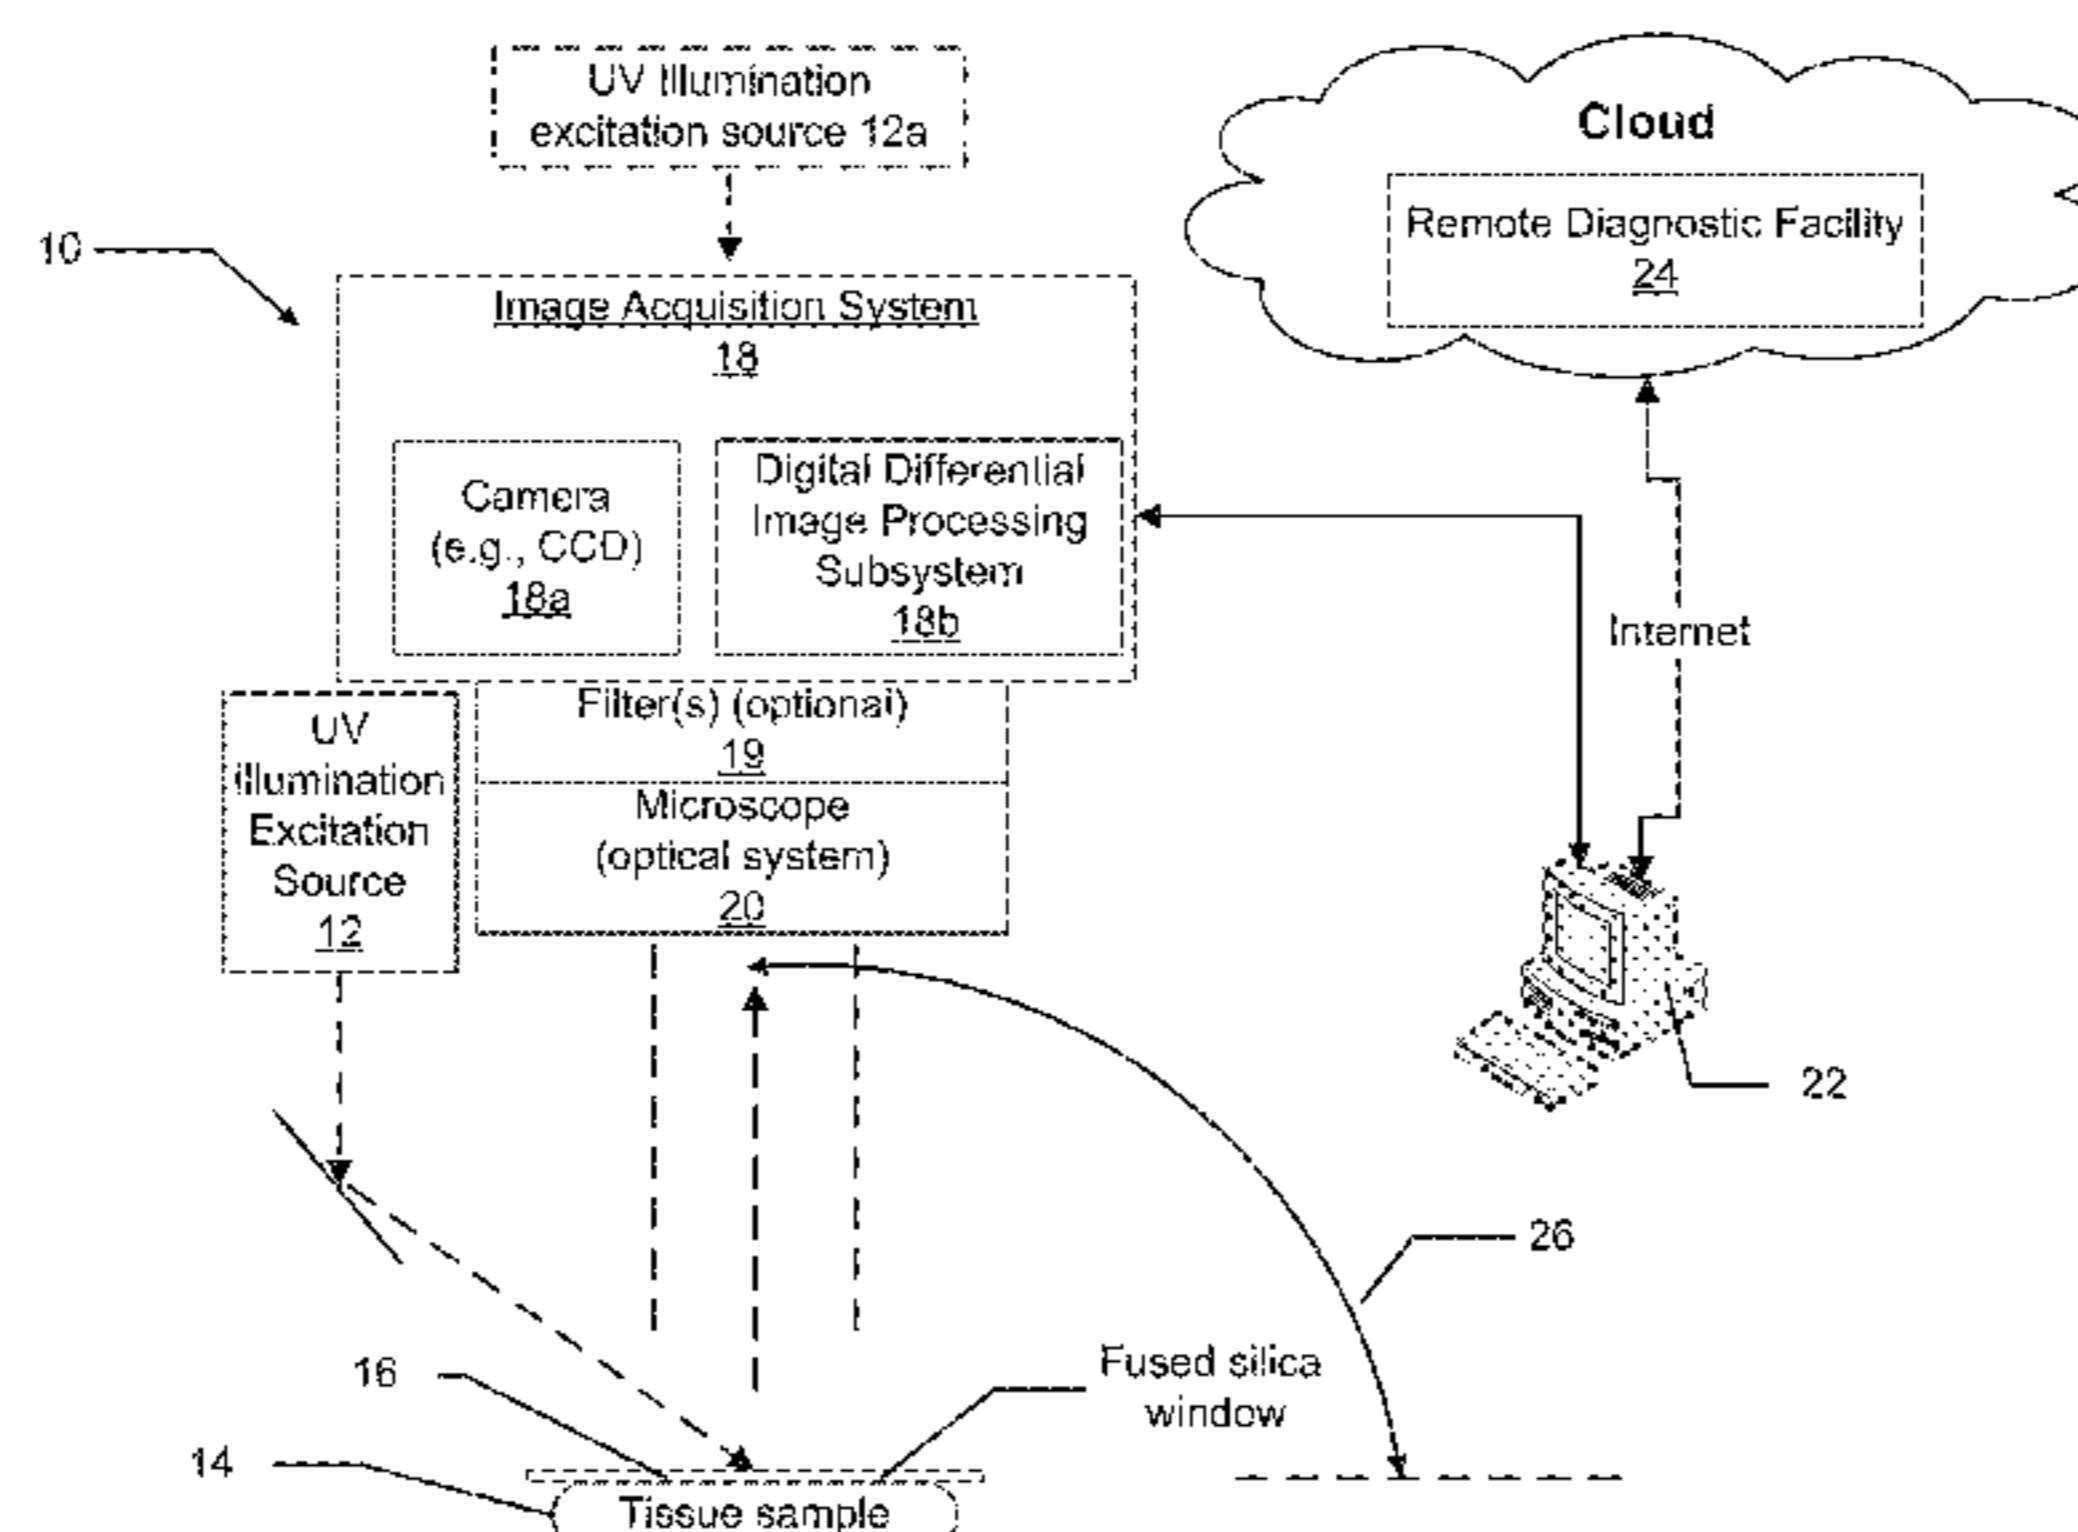 UV Illumination
excitation source 12a
Cloud
Remote Diagnostic Facility
24
10
Image Acquisition System
18
Camera
(e.g., CCD)
18a
Digital Differential
Image Processing
Subsystem
18b
Internet
Filter(s) (optional)
19
UV
Illumination
Excitation
Source
12
Microscope
(optical system)
20
22
26
16
Fused silica
window
14
Tissue sample